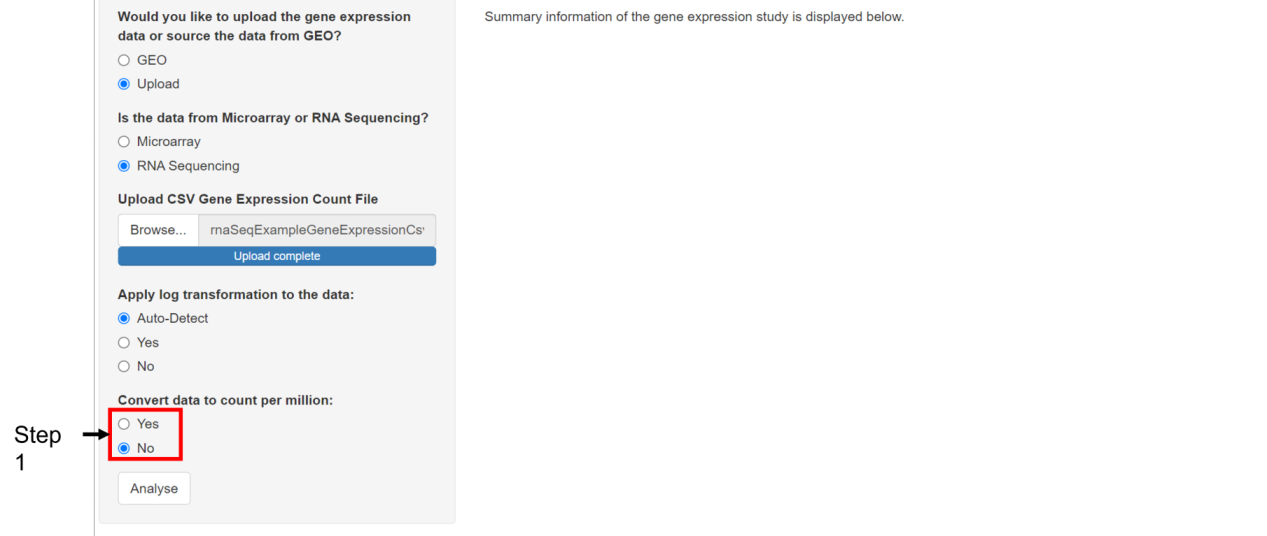 Would you like to upload the gene expression
data or source the data from GEO?
GEO
Upload
Is the data from Microarray or RNA Sequencing?
Microarray
RNA Sequencing
Upload CSV Gene Expression Count File
Browse... rnaSeqExampleGeneExpressionCs
Upload complete
Apply log transformation to the data:
Auto-Detect
Yes
No
Convert data to count per million:
Yes
No
Analyse
Step
1
Summary information of the gene expression study is displayed below.